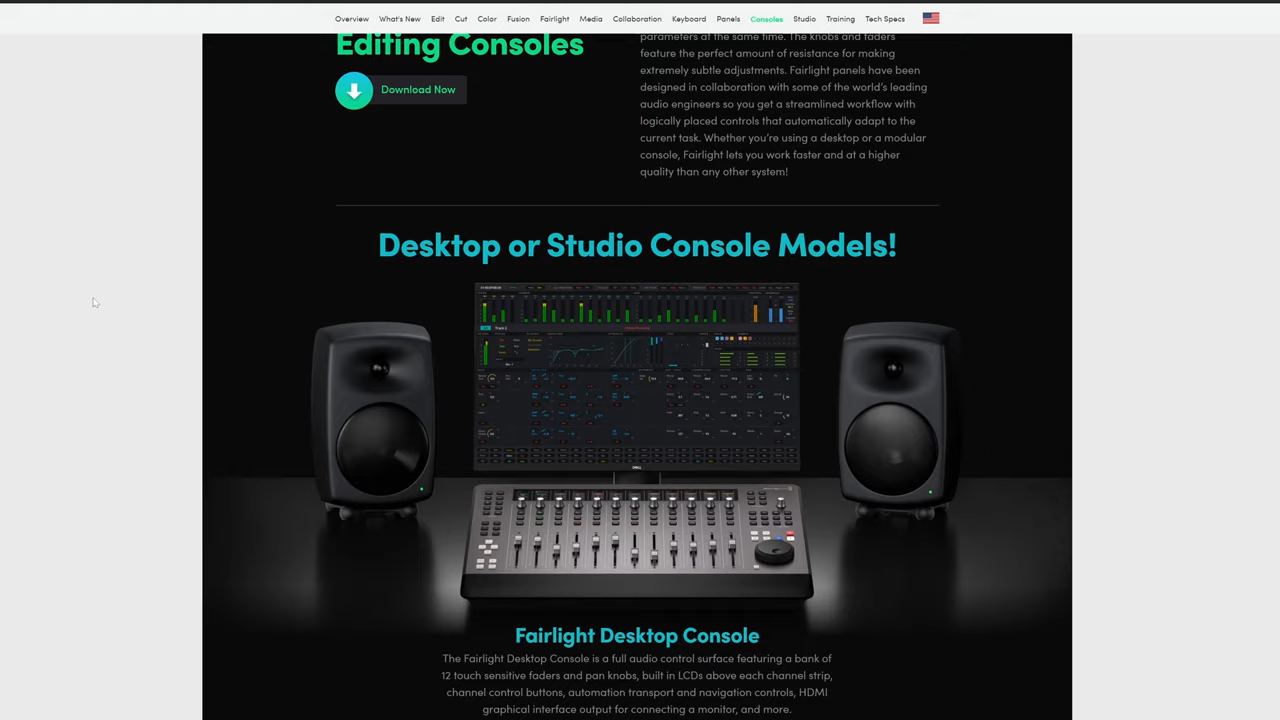 Overview What's New Edit Cut Color Fusion Fairlight Media Collaboration Keyboard Panels Consoles Studio Training Tech Specs
Editing Consoles
Download Now
parameters at the same time. The knobs and faders
feature the perfect amount of resistance for making
extremely subtle adjustments. Fairlight panels have been
designed in collaboration with some of the world's leading
audio engineers so you get a streamlined workflow with
logically placed controls that automatically adapt to the
current task. Whether you're using a desktop or a modular
console, Fairlight lets you work faster and at a higher
quality than any other system!
Desktop or Studio Console Models!
Track 2
DELL
Fairlight Desktop Console
The Fairlight Desktop Console is a full audio control surface featuring a bank of
12 touch sensitive faders and pan knobs, built in LCDs above each channel strip,
channel control buttons, automation transport and navigation controls, HDMI
graphical interface output for connecting a monitor, and more.